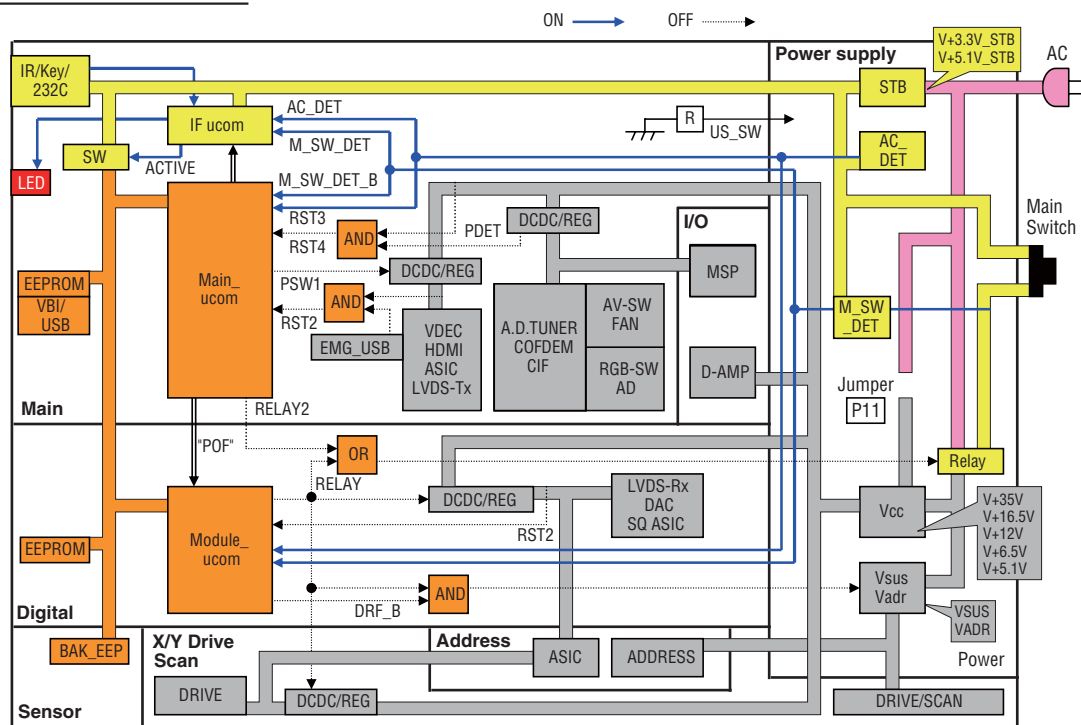 ON
OFF
Power supply
V+3.3V_STB
V+5.1V_STB
AC
IR/Key/
232C
STB
IF ucom
AC_DET
R
US_SW
M_SW_DET
AC_
DET
SW
ACTIVE
LED
M_SW_DET_B
Main
Switch
RST3
RST4
AND
PDET
DCDC/REG
I/O
MSP
DCDC/REG
Main_
ucom
PSW1
AND
RST2
EEPROM
VBI/
USB
EMG_USB
VDEC
HDMI
ASIC
LVDS-Tx
A.D.TUNER
COFDEM
CIF
AV-SW
FAN
RGB-SW
AD
M_SW
_DET
D-AMP
Jumper
P11
Main
RELAY2
"POF"
OR
RELAY
Relay
DCDC/REG
LVDS-Rx
DAC
SQ ASIC
RST2
Vcc
V+35V
V+16.5V
V+12V
V+6.5V
V+5.1V
EEPROM
Module_
ucom
Vsus
Vadr
AND
DRF_B
VSUS
VADR
Digital
BAK_EEP
X/Y Drive
Scan
Address
ASIC
ADDRESS
Power
DRIVE
DCDC/REG
DRIVE/SCAN
Sensor